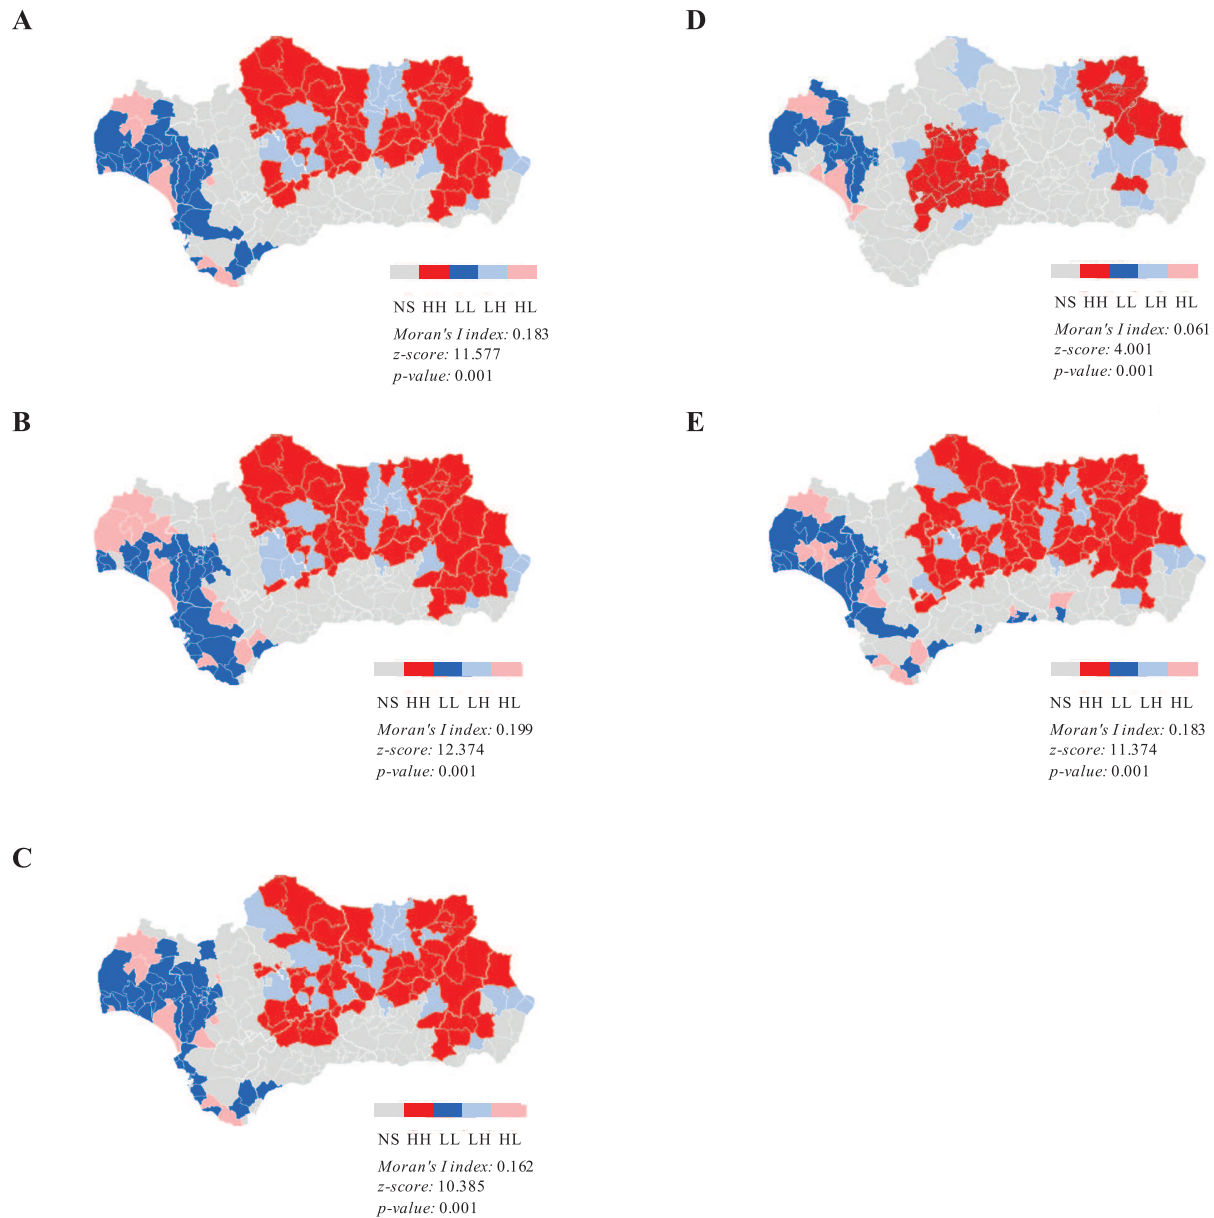 A
NS HH LL LH HL
Moran's I index: 0.183
z-score: 11.577
p-value: 0.001
B
NS HH LL LH HL
Moran's I index: 0.199
z-score: 12.374
p-value: 0.001
C
NS HH LL LH HL
Moran's I index: 0.162
z-score: 10.385
p-value: 0.001
D
NS HH LL LH HL
Moran's I index: 0.061
z-score: 4.001
p-value: 0.001
E
NS HH LL LH HL
Moran's I index: 0.183
z-score: 11.374
p-value: 0.001